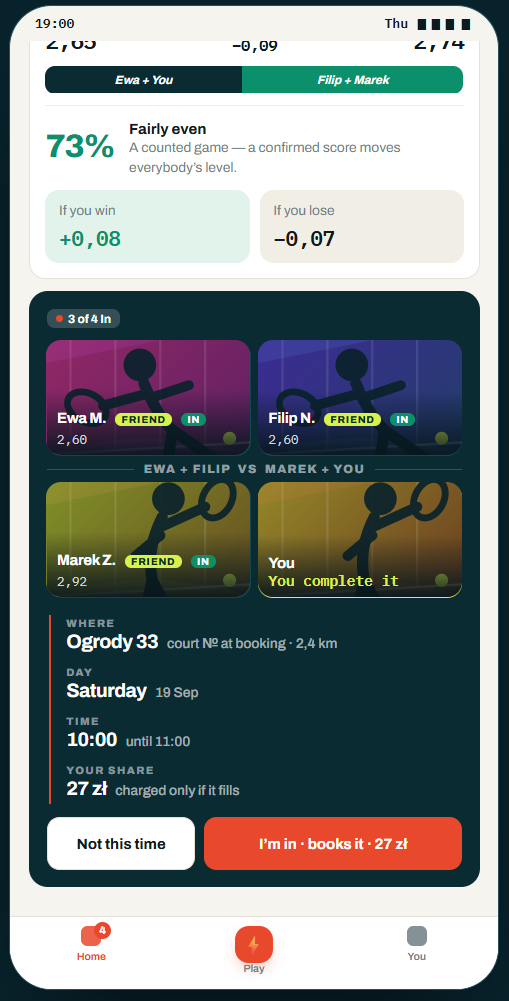 19:00 Thu
2,65 −0,09 2,74
Ewa + You Filip + Marek
73% Fairly even
A counted game — a confirmed score moves
everybody's level.
If you win If you lose
+0,08 −0,07
3 of 4 In
Ewa M. FRIEND IN Filip N. FRIEND IN
2,60 2,60
EWA + FILIP VS MAREK + YOU
Marek Z. FRIEND IN You
2,92 You complete it
WHERE
Ogrody 33 court № at booking · 2,4 km
DAY
Saturday 19 Sep
TIME
10:00 until 11:00
YOUR SHARE
27 zł charged only if it fills
Not this time I'm in · books it · 27 zł
4
Home Play You